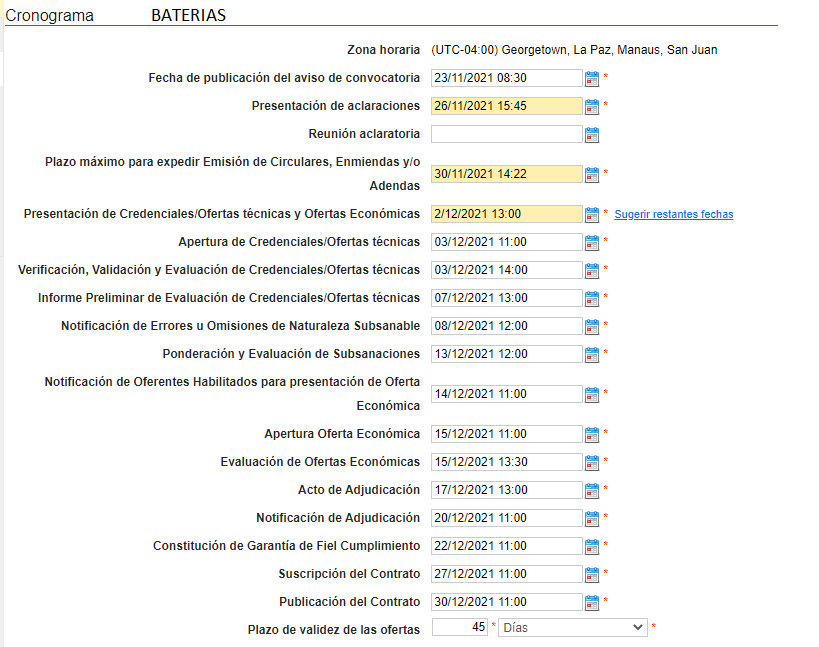 Cronograma BATERIAS
Zona horaria (UTC-04:00) Georgetown, La Paz, Manaus, San Juan
Fecha de publicación del aviso de convocatoria 23/11/2021 08:30 *
Presentación de aclaraciones 26/11/2021 15:45 *
Reunión aclaratoria
Plazo máximo para expedir Emisión de Circulares, Enmiendas y/o
Adendas 30/11/2021 14:22 *
Presentación de Credenciales/Ofertas técnicas y Ofertas Económicas 2/12/2021 13:00 * Sugerir restantes fechas
Apertura de Credenciales/Ofertas técnicas 03/12/2021 11:00 *
Verificación, Validación y Evaluación de Credenciales/Ofertas técnicas 03/12/2021 14:00 *
Informe Preliminar de Evaluación de Credenciales/Ofertas técnicas 07/12/2021 13:00 *
Notificación de Errores u Omisiones de Naturaleza Subsanable 08/12/2021 12:00 *
Ponderación y Evaluación de Subsanaciones 13/12/2021 12:00 *
Notificación de Oferentes Habilitados para presentación de Oferta
Económica 14/12/2021 11:00 *
Apertura Oferta Económica 15/12/2021 11:00 *
Evaluación de Ofertas Económicas 15/12/2021 13:30 *
Acto de Adjudicación 17/12/2021 13:00 *
Notificación de Adjudicación 20/12/2021 11:00 *
Constitución de Garantía de Fiel Cumplimiento 22/12/2021 11:00 *
Suscripción del Contrato 27/12/2021 11:00 *
Publicación del Contrato 30/12/2021 11:00 *
Plazo de validez de las ofertas 45 * Días *